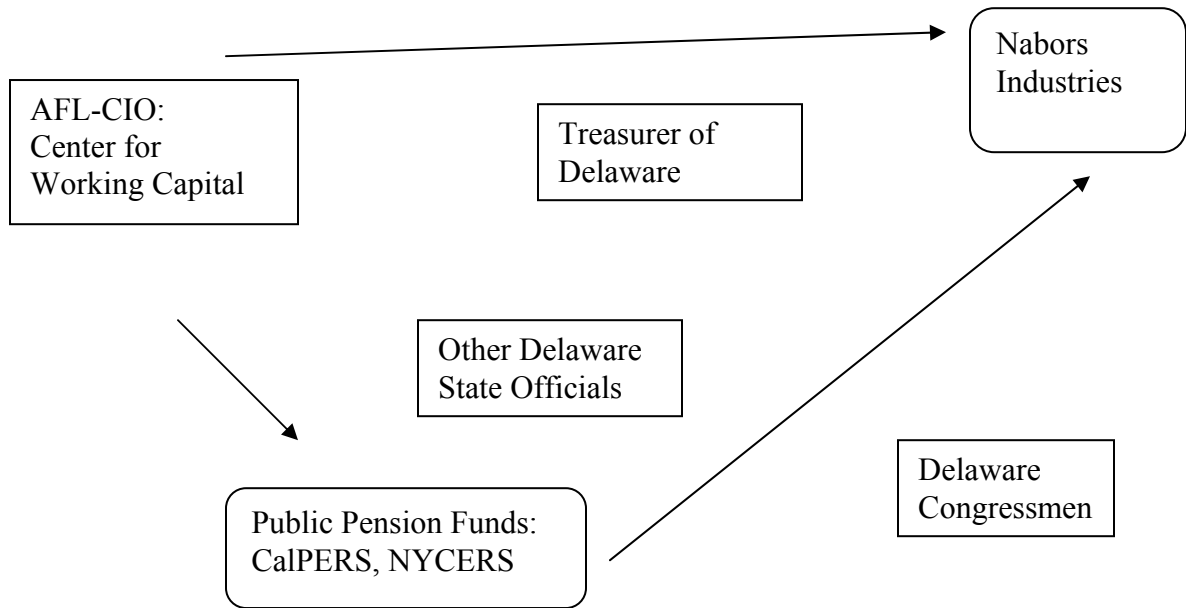 Nabors
Industries
AFL-CIO:
Center for
Working Capital
Treasurer of
Delaware
Other Delaware
State Officials
Delaware
Congressmen
Public Pension Funds:
CalPERS, NYCERS